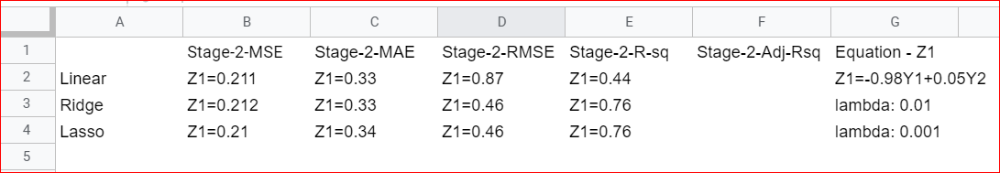 A B C D E F G
1 Stage-2-MSE Stage-2-MAE Stage-2-RMSE Stage-2-R-sq Stage-2-Adj-Rsq Equation - Z1
2 Linear Z1=0.211 Z1=0.33 Z1=0.87 Z1=0.44 Z1=-0.98Y1+0.05Y2
3 Ridge Z1=0.212 Z1=0.33 Z1=0.46 Z1=0.76 lambda: 0.01
4 Lasso Z1=0.21 Z1=0.34 Z1=0.46 Z1=0.76 lambda: 0.001
5